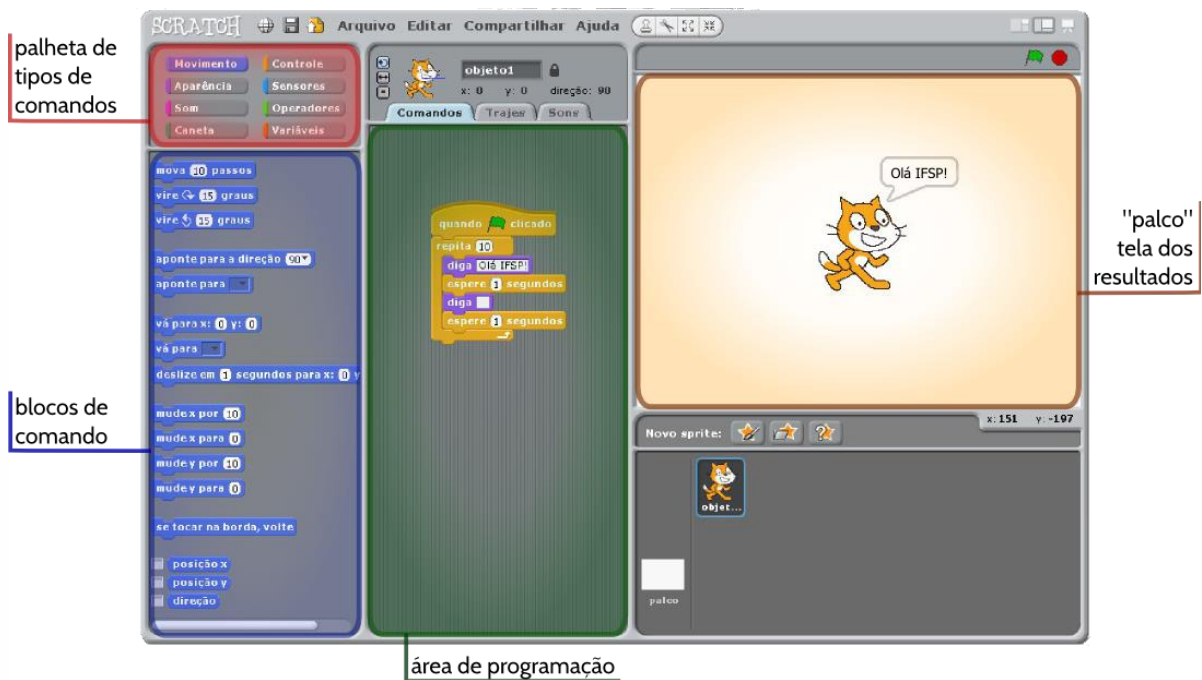 SCRATCH
Arquivo Editar Compartilhar Ajuda
palheta de
tipos de
comandos
Movimento
Controle
Aparência
Sensores
Som
Operadores
Caneta
Variáveis
objeto1
x: 0 y: 0 direção: 90
Comandos
Trajes
Sons
blocos de
comando
mova 10 passos
vire 15 graus
vire 15 graus
aponte para a direção 90
aponte para
vá para x: 0 y: 0
vá para
deslize em 1 segundos para x: 0 y
mude x por 10
mude x para 0
mude y por 10
mude y para 0
se tocar na borda, volte
posição x
posição y
direção
quando clicado
repita 10
diga Olá IFSP!
espere 1 segundos
diga
espere 1 segundos
área de programação
Olá IFSP!
"palco"
tela dos
resultados
x: 151 y: -197
Novo sprite:
objet...
palco